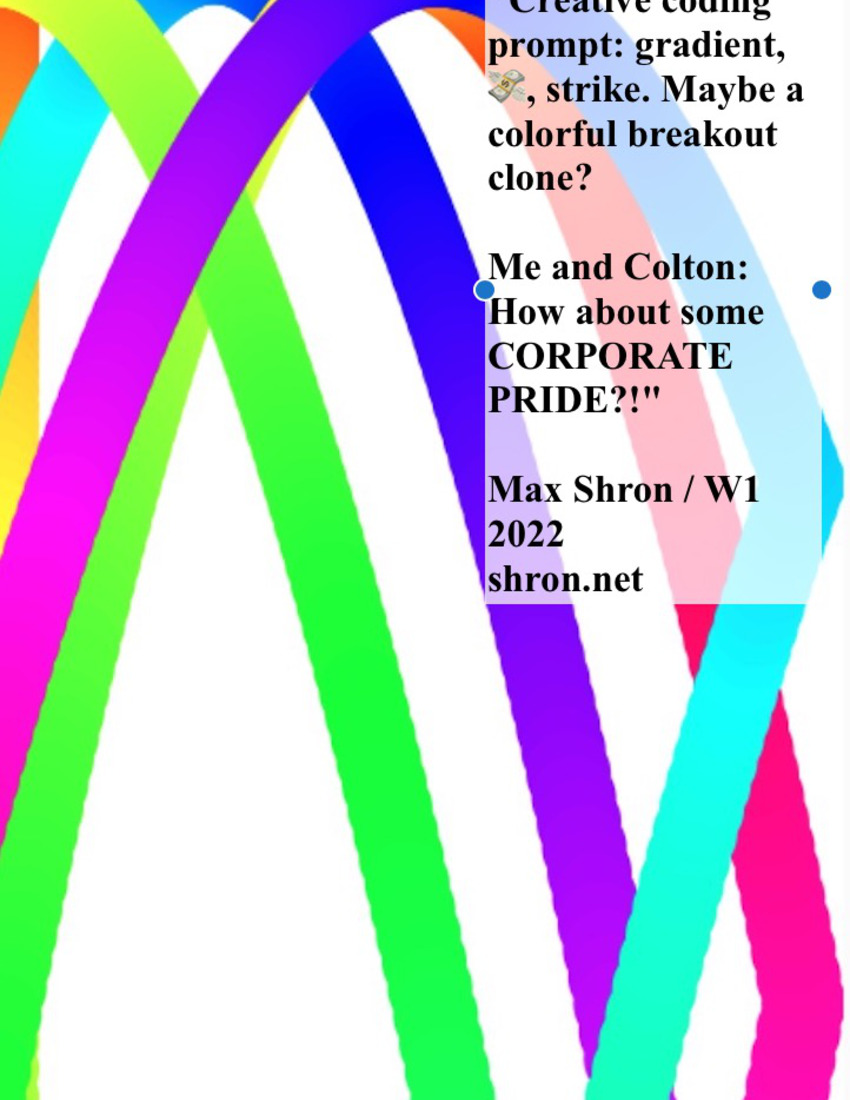 "Creative coding
prompt: gradient,
💸, strike. Maybe a
colorful breakout
clone?
Me and Colton:
How about some
CORPORATE
PRIDE?!"
Max Shron / W1
2022
shron.net